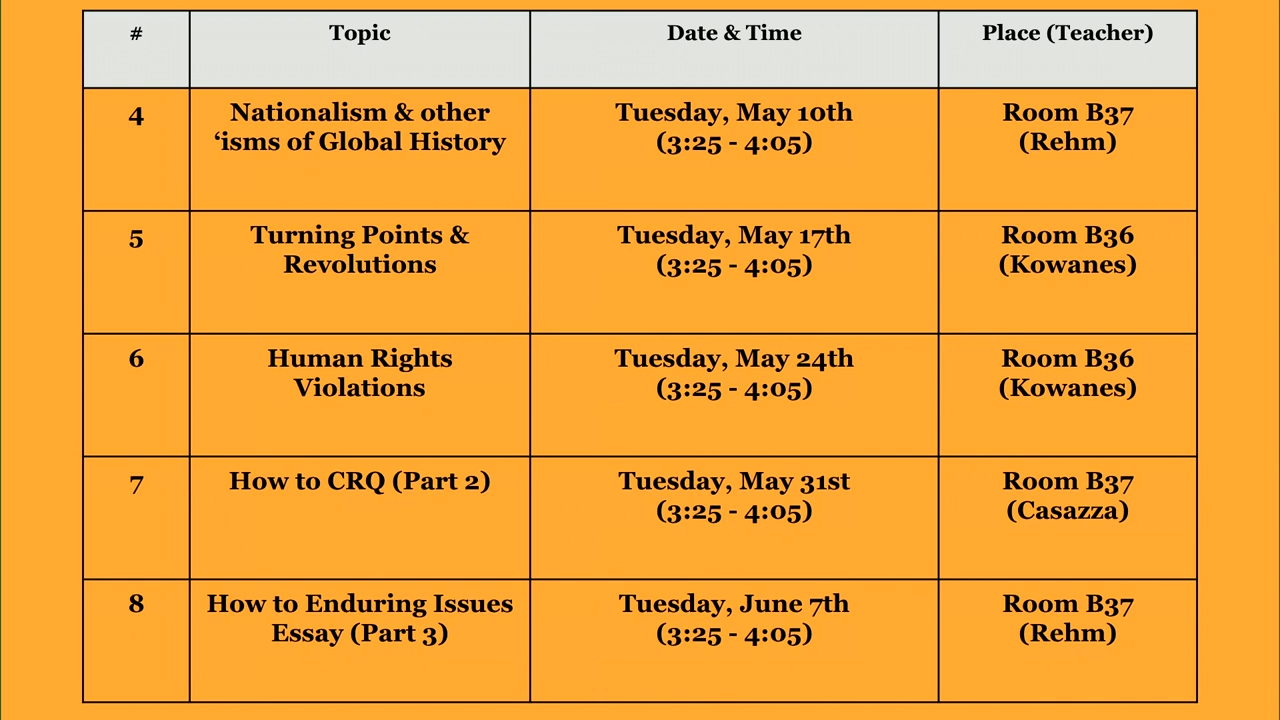 #
Topic
Date & Time
Place (Teacher)
4
Nationalism & other
‘isms of Global History
Tuesday, May 10th
(3:25 - 4:05)
Room B37
(Rehm)
5
Turning Points &
Revolutions
Tuesday, May 17th
(3:25 - 4:05)
Room B36
(Kowanes)
6
Human Rights
Violations
Tuesday, May 24th
(3:25 - 4:05)
Room B36
(Kowanes)
7
How to CRQ (Part 2)
Tuesday, May 31st
(3:25 - 4:05)
Room B37
(Casazza)
8
How to Enduring Issues
Essay (Part 3)
Tuesday, June 7th
(3:25 - 4:05)
Room B37
(Rehm)